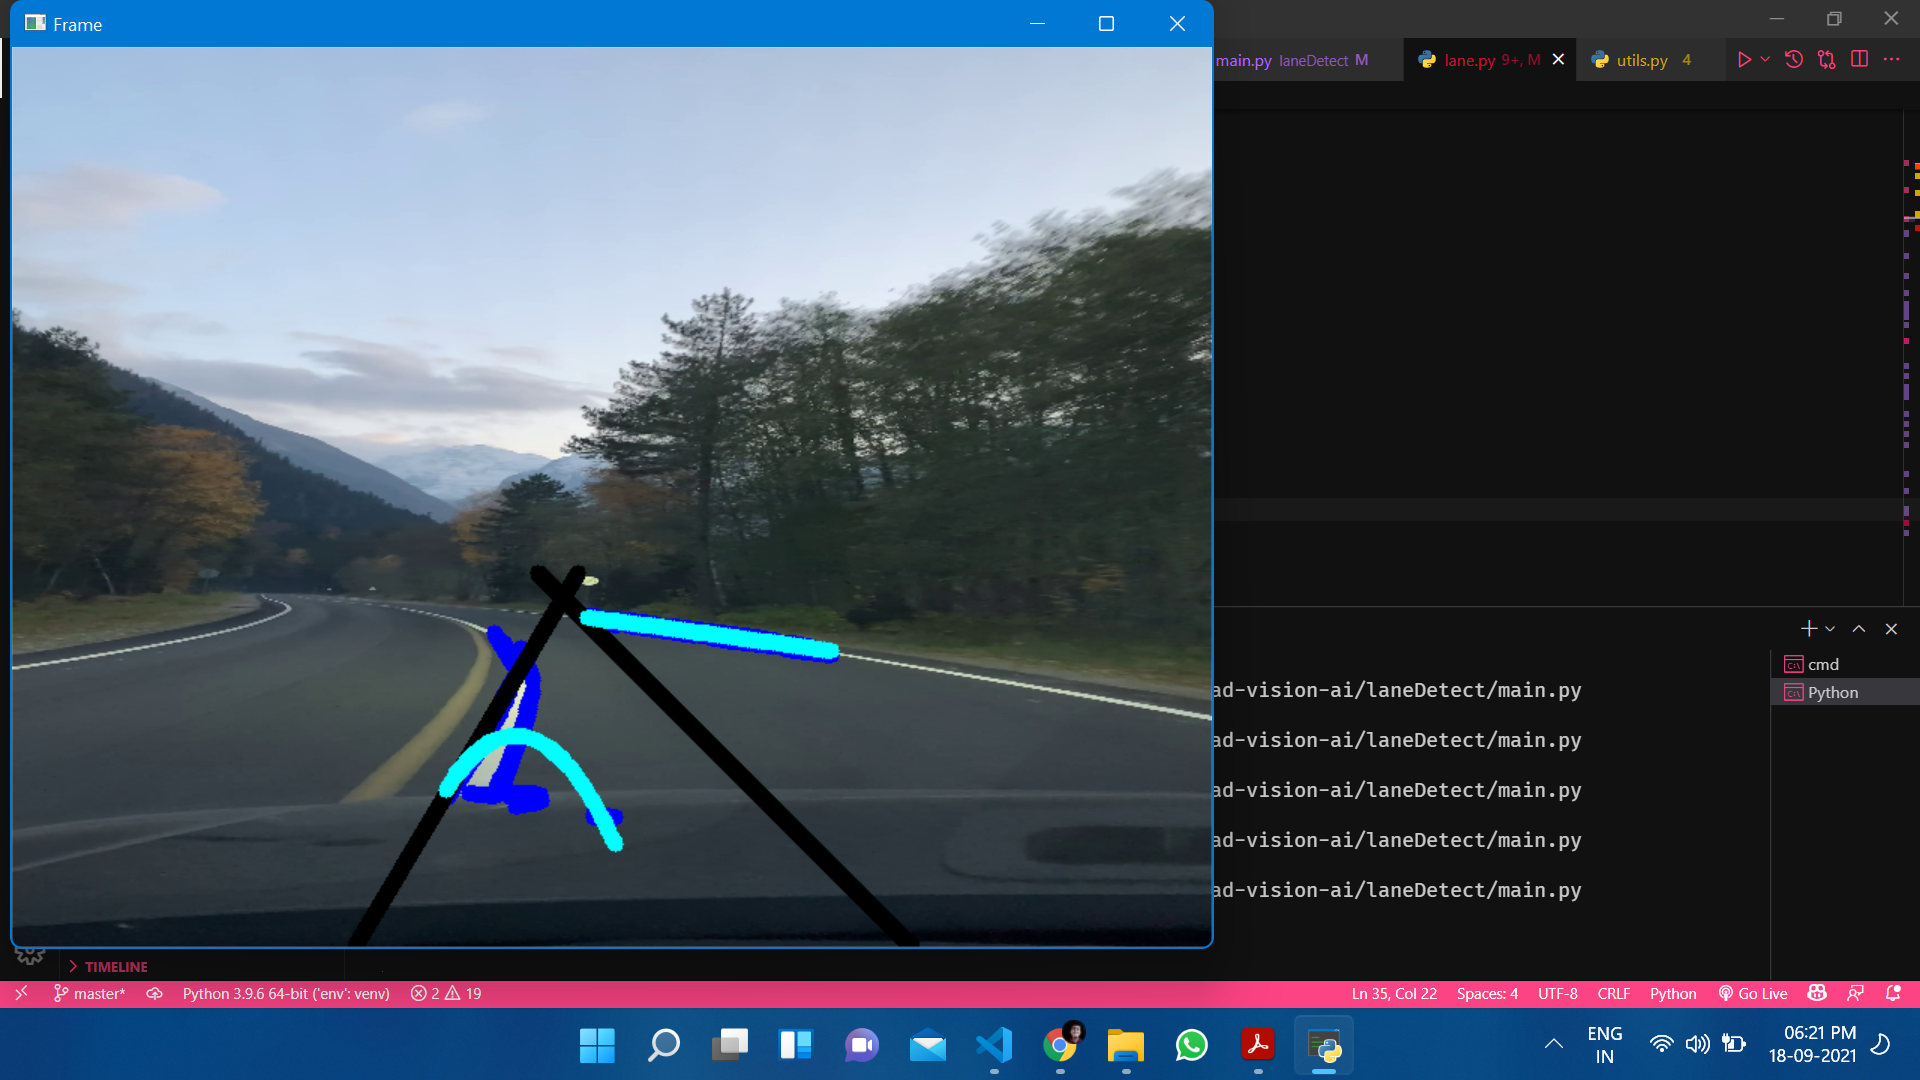 Frame
main.py laneDetect M
lane.py 9+, M
utils.py 4
cmd
Python
ad-vision-ai/laneDetect/main.py
ad-vision-ai/laneDetect/main.py
ad-vision-ai/laneDetect/main.py
ad-vision-ai/laneDetect/main.py
ad-vision-ai/laneDetect/main.py
TIMELINE
master* Python 3.9.6 64-bit ('env': venv) 2 19 Ln 35, Col 22 Spaces: 4 UTF-8 CRLF Python Go Live
ENG
IN
06:21 PM
18-09-2021